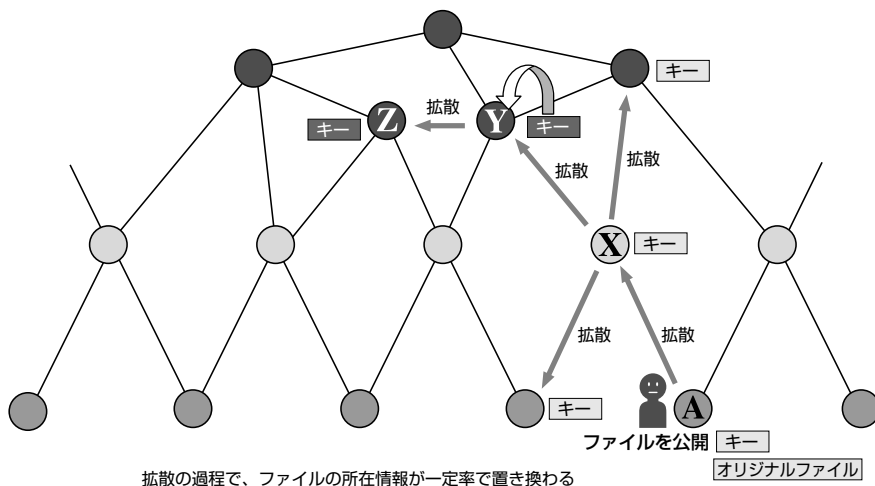 キー
拡散
Z
Y
キー
キー
拡散
拡散
X
キー
拡散
拡散
キー
A
ファイルを公開
キー
オリジナルファイル
拡散の過程で、ファイルの所在情報が一定率で置き換わる